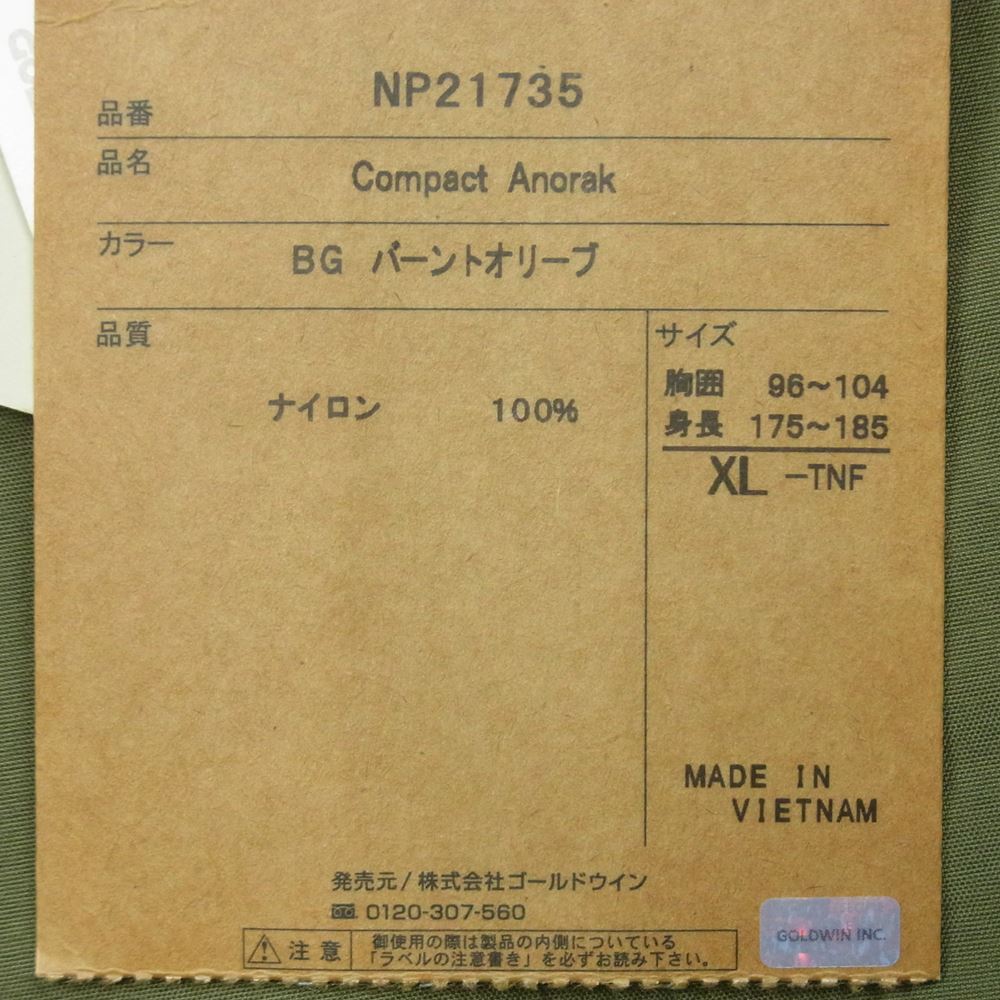 品番 NP21735
品名 Compact Anorak
カラー BG バーントオリーブ
品質
ナイロン 100%
サイズ
胸囲 96〜104
身長 175〜185
XL -TNF
MADE IN
VIETNAM
発売元/株式会社ゴールドウイン
0120-307-560
注意
御使用の際は製品の内側についている
「ラベルの注意書き」を必ずお読み下さい。
GOLDWIN INC.